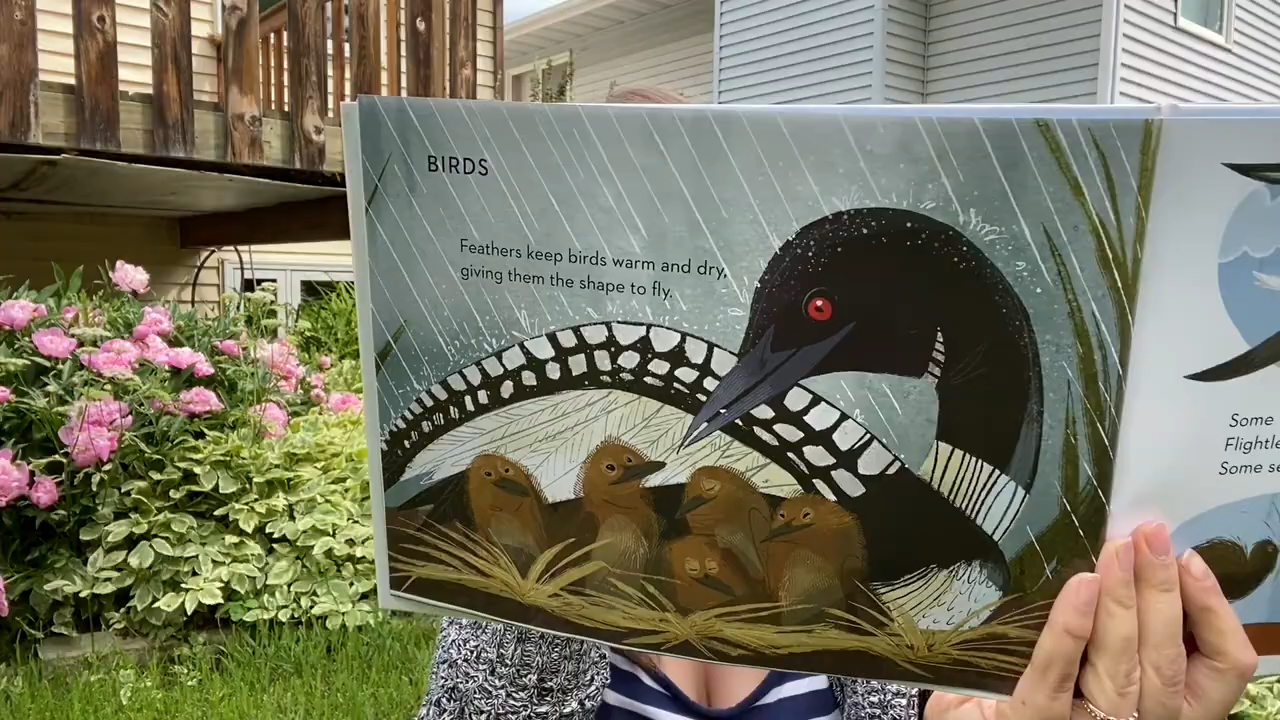 BIRDS
Feathers keep birds warm and dry,
giving them the shape to fly.
Some
Flightle
Some se